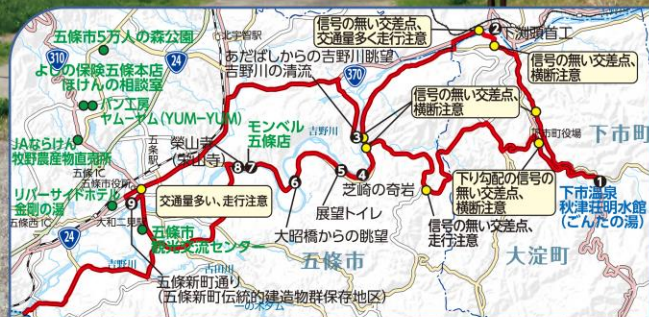 五條市5万人の森公園
北宇智駅
310
24
よしの保険五條本店
ほけんの相談室
パン工房
ヤムーヤム(YUM-YUM)
JAならけん
牧野農産物直売所
五條IC
五条駅
五條市役所
リバーサイドホテル
金剛の湯
五條西IC
大和二見駅
24
吉野川
9
五條市
観光交流センター
五條新町通り
(五條新町伝統的建造物群保存地区)
交通量多い、走行注意
榮山寺
(栄山寺)
8
7
モンベル
五條店
吉野川
6
大昭橋からの眺望
5
展望トイレ
4
芝崎の奇岩
3
あだばしからの吉野川眺望
吉野川の清流
370
信号の無い交差点、
交通量多く走行注意
2
下渕頭首工
信号の無い交差点、
横断注意
信号の無い交差点、
横断注意
下市町役場
下市町
下り勾配の信号の
無い交差点、
横断注意
信号の無い交差点、
走行注意
1
下市温泉
秋津荘明水館
(ごんたの湯)
五條市
大淀町
古田川
一の木ダム